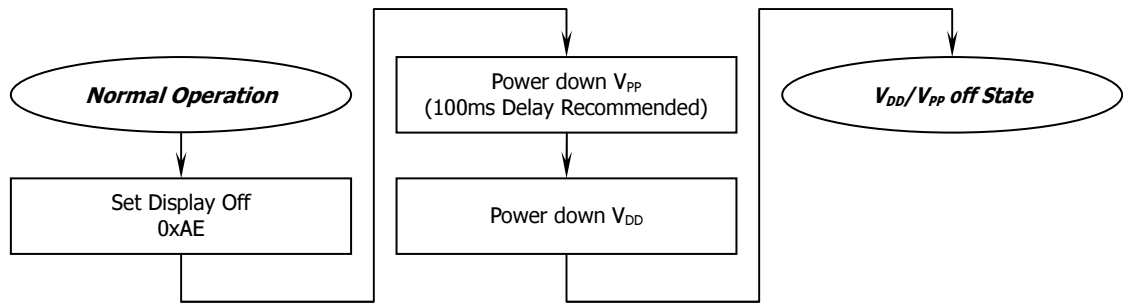 Normal Operation
Set Display Off
0xAE
Power down VPP
(100ms Delay Recommended)
Power down VDD
VDD/VPP off State